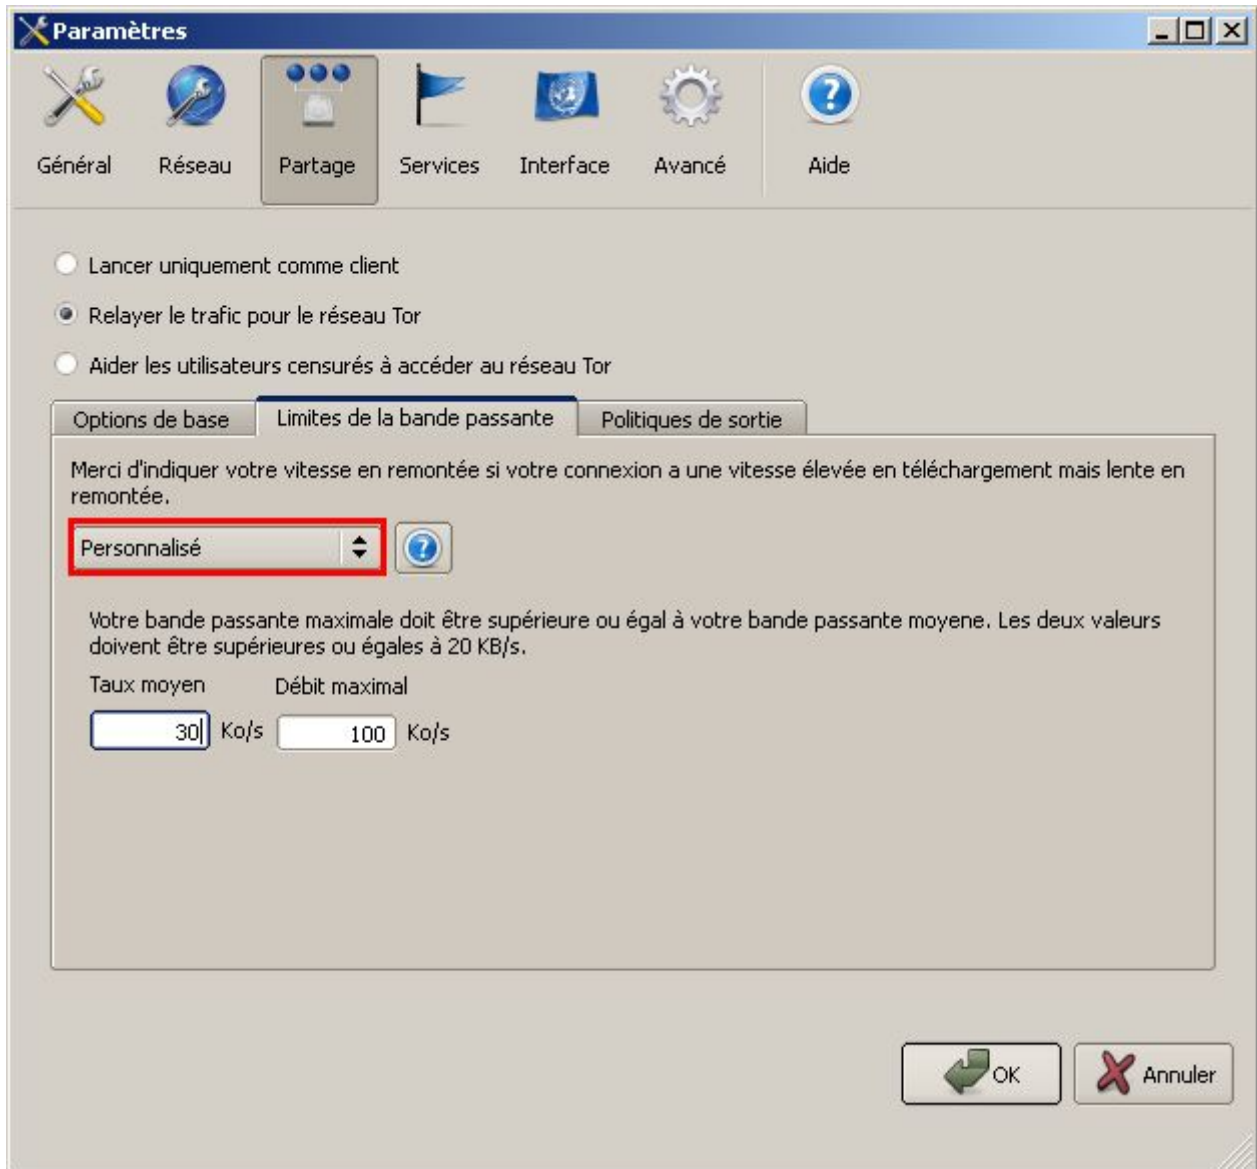 Paramètres
Général Réseau Partage Services Interface Avancé Aide
Lancer uniquement comme client
Relayer le trafic pour le réseau Tor
Aider les utilisateurs censurés à accéder au réseau Tor
Options de base Limites de la bande passante Politiques de sortie
Merci d'indiquer votre vitesse en remontée si votre connexion a une vitesse élevée en téléchargement mais lente en
remontée.
Personnalisé
Votre bande passante maximale doit être supérieure ou égal à votre bande passante moyene. Les deux valeurs
doivent être supérieures ou égales à 20 KB/s.
Taux moyen Débit maximal
30 Ko/s 100 Ko/s
OK Annuler